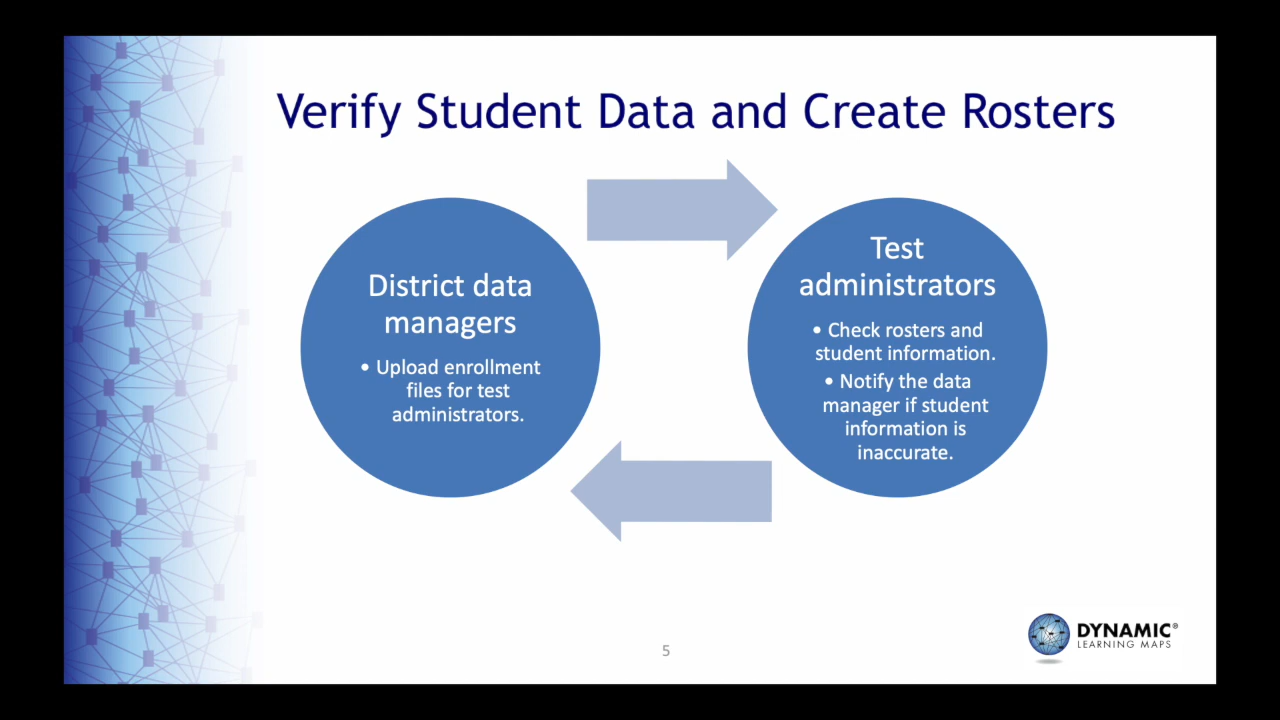 Verify Student Data and Create Rosters
District data
managers
• Upload enrollment
files for test
administrators.
Test
administrators
• Check rosters and
student information.
• Notify the data
manager if student
information is
inaccurate.
5
DYNAMIC®
LEARNING MAPS